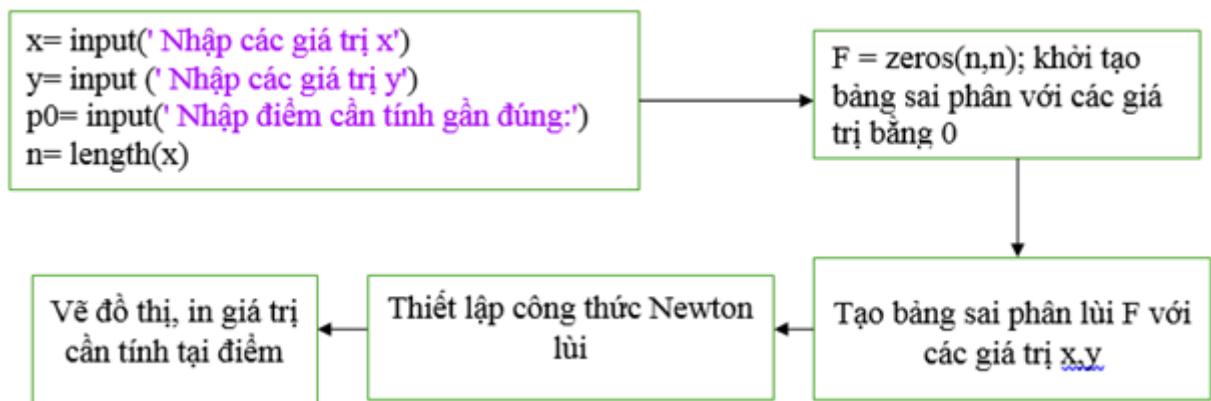 x= input(' Nhập các giá trị x')
y= input (' Nhập các giá trị y')
p0= input(' Nhập điểm cần tính gần đúng:')
n= length(x)
F = zeros(n,n); khởi tạo
bảng sai phân với các giá
trị bằng 0
Tạo bảng sai phân lùi F với
các giá trị x,y
Thiết lập công thức Newton
lùi
Vẽ đồ thị, in giá trị
cần tính tại điểm